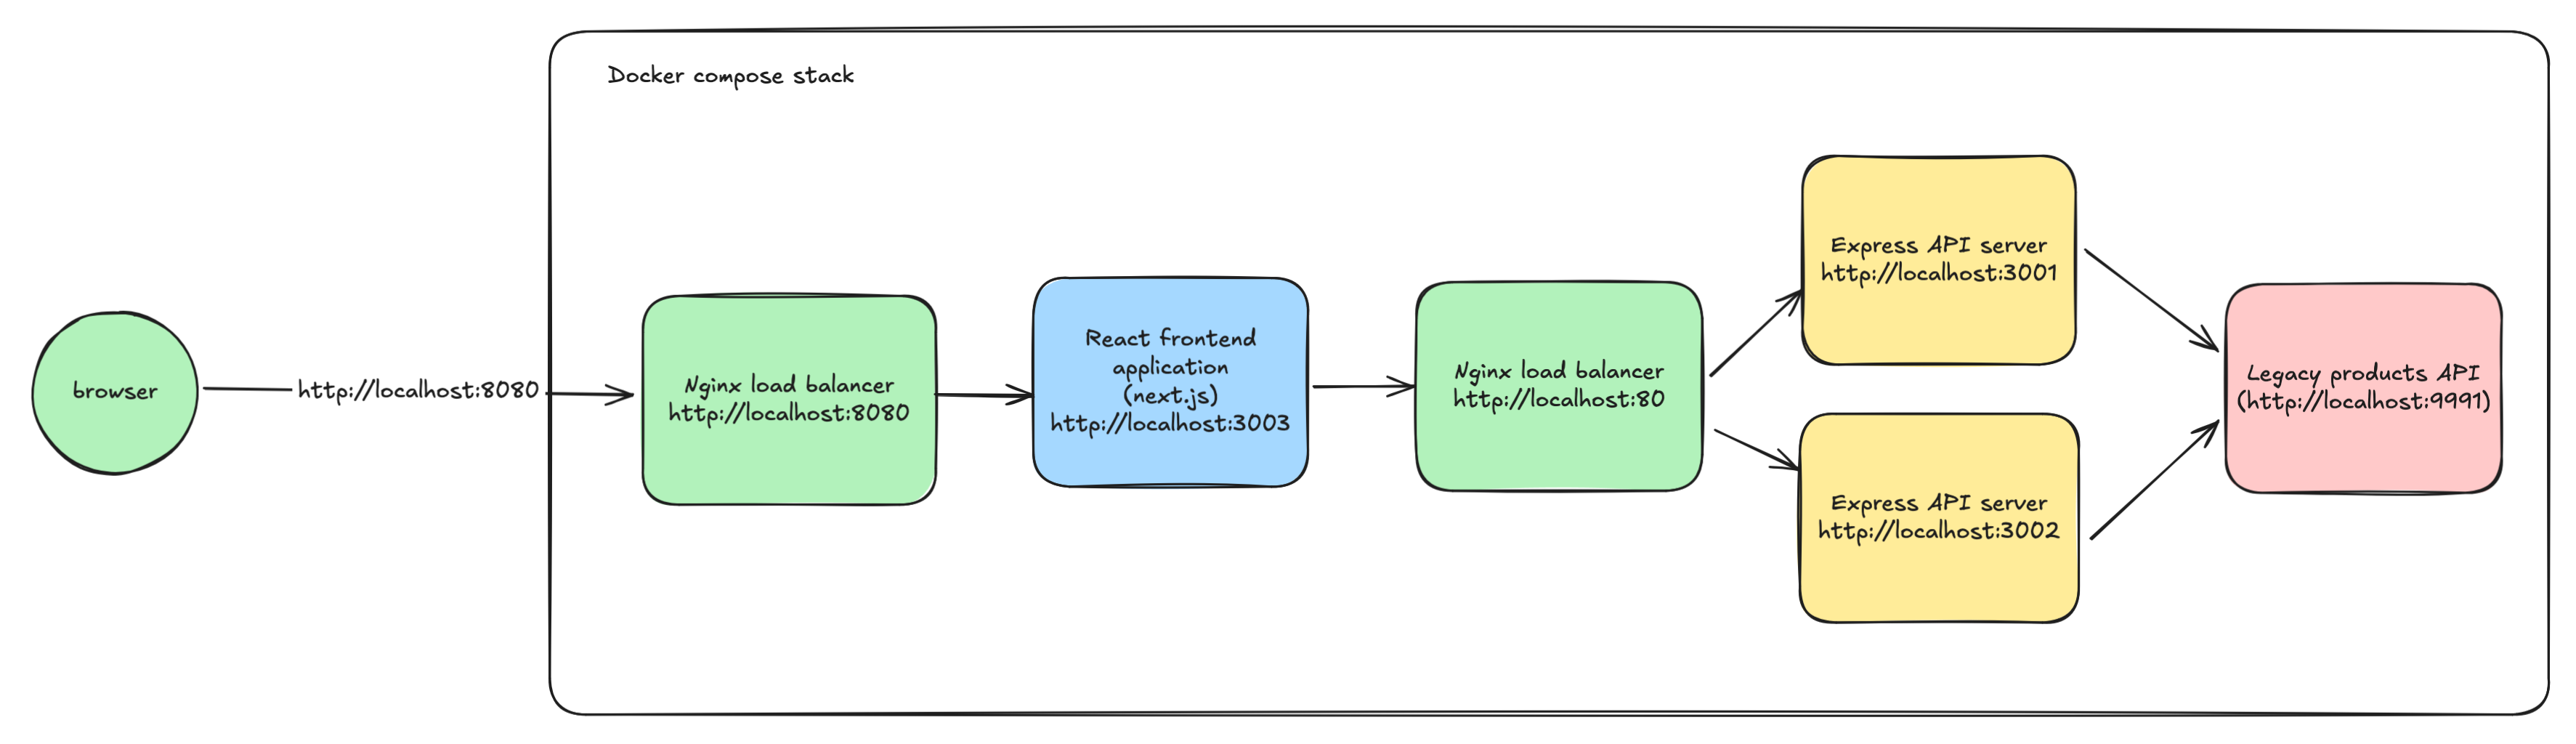 Docker compose stack
browser
http://localhost:8080
Nginx load balancer
http://localhost:8080
React frontend
application
(next.js)
http://localhost:3003
Nginx load balancer
http://localhost:80
Express API server
http://localhost:3001
Express API server
http://localhost:3002
Legacy products API
(http://localhost:9991)